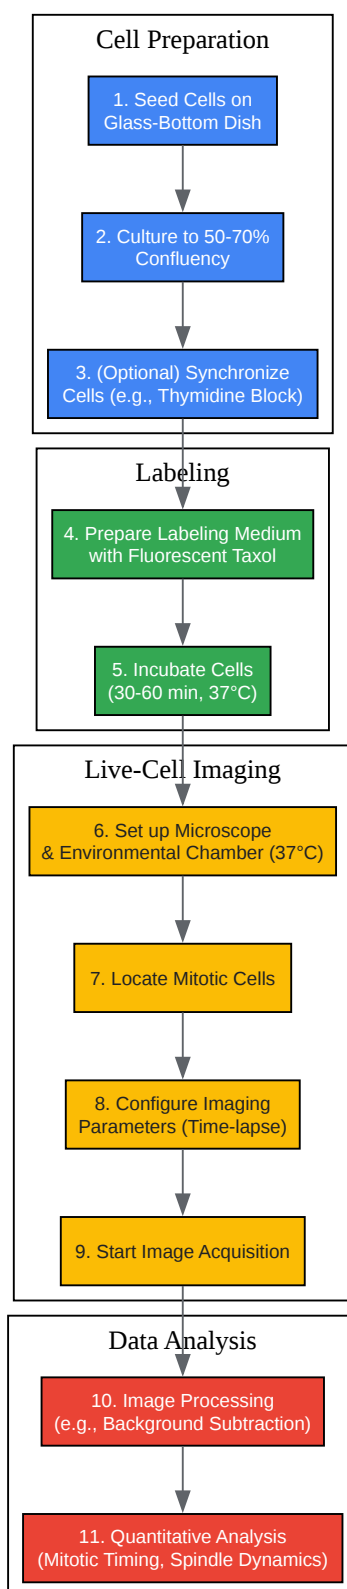 Cell Preparation
1. Seed Cells on
Glass-Bottom Dish
2. Culture to 50-70%
Confluency
3. (Optional) Synchronize
Cells (e.g., Thymidine Block)
Labeling
4. Prepare Labeling Medium
with Fluorescent Taxol
5. Incubate Cells
(30-60 min, 37°C)
Live-Cell Imaging
6. Set up Microscope
& Environmental Chamber (37°C)
7. Locate Mitotic Cells
8. Configure Imaging
Parameters (Time-lapse)
9. Start Image Acquisition
Data Analysis
10. Image Processing
(e.g., Background Subtraction)
11. Quantitative Analysis
(Mitotic Timing, Spindle Dynamics)